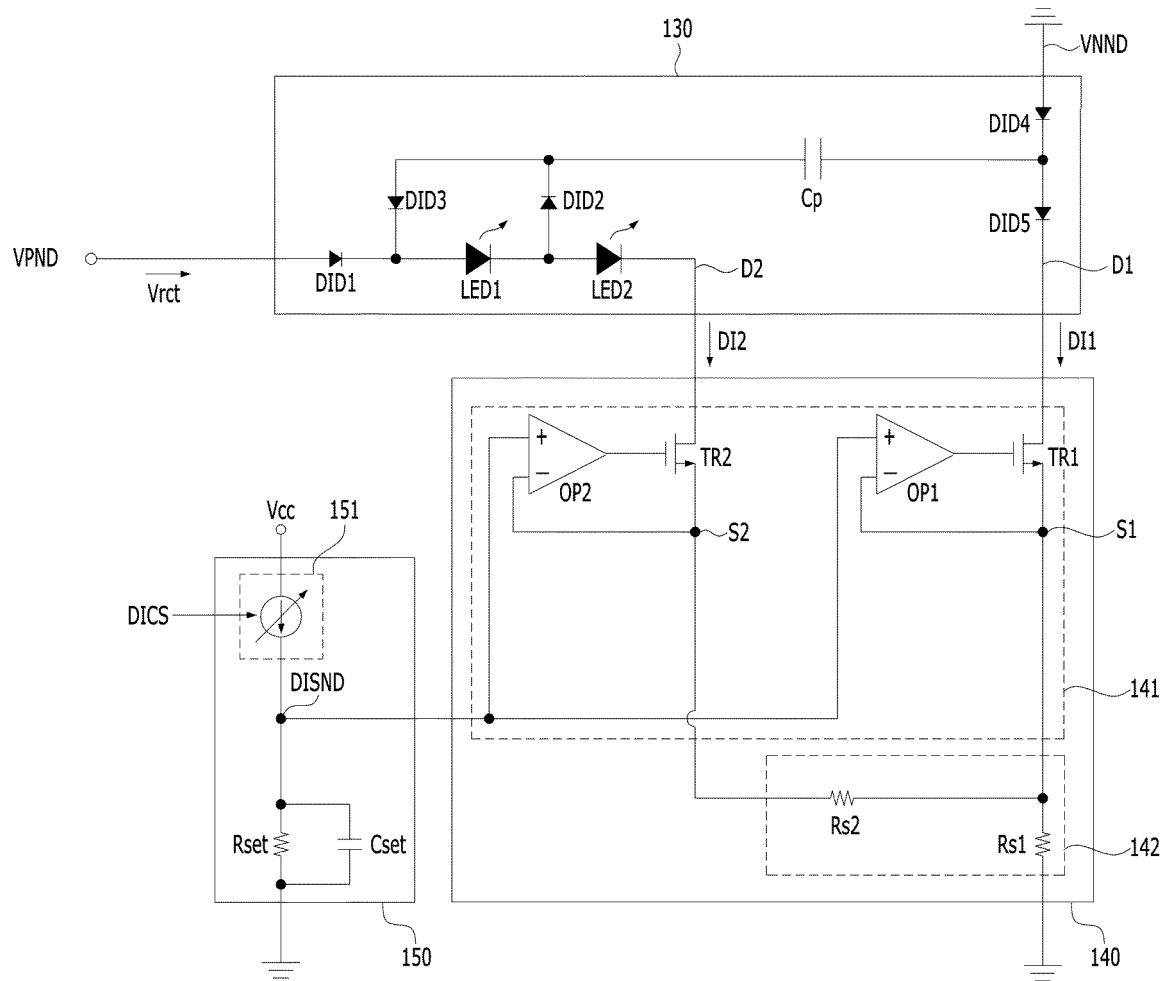 130
VNND
DID4
DID3
DID2
Cp
DID5
VPND
Vrct
DID1
LED1
LED2
D2
D1
DI2
DI1
+
−
OP2
TR2
+
−
OP1
TR1
S2
S1
Vcc
151
DICS
DISND
141
Rs2
Rs1
142
Rset
Cset
150
140